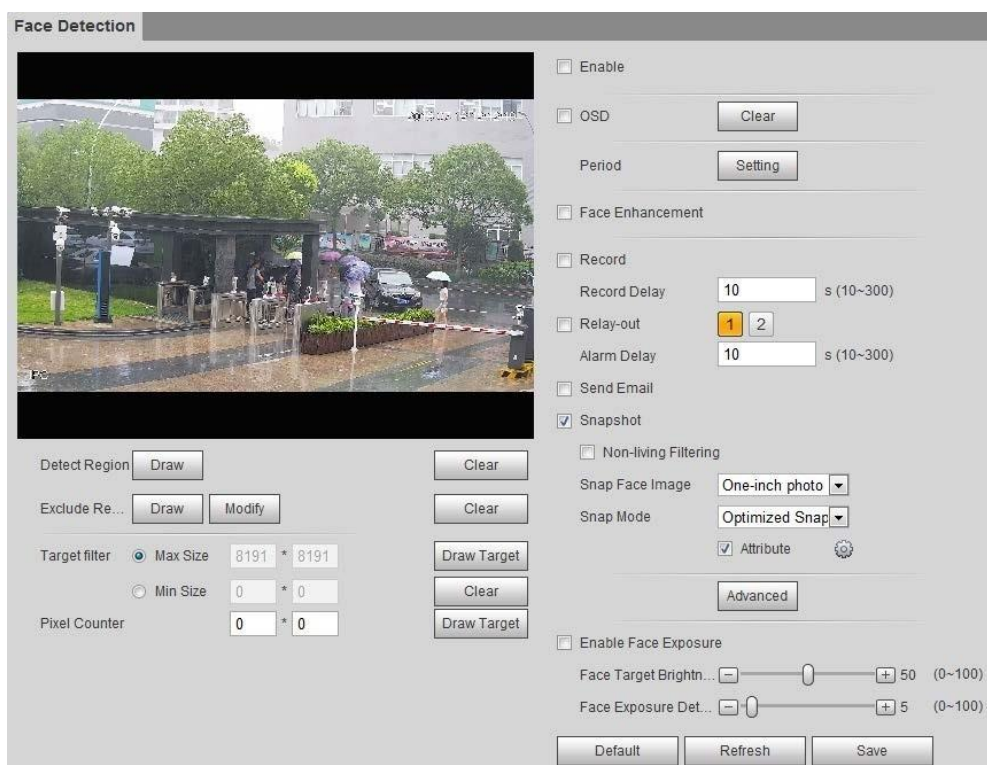 Face Detection
Enable
OSD Clear
Period Setting
Face Enhancement
Record
Record Delay 10 s (10~300)
Relay-out 1 2
Alarm Delay 10 s (10~300)
Send Email
Snapshot
Non-living Filtering
Snap Face Image One-inch photo
Snap Mode Optimized Snap
Attribute
Advanced
Enable Face Exposure
Face Target Brightn... 50 (0~100)
Face Exposure Det... 5 (0~100)
Default Refresh Save
Detect Region Draw Clear
Exclude Re... Draw Modify Clear
Target filter Max Size 8191 * 8191 Draw Target
Min Size 0 * 0 Clear
Pixel Counter 0 * 0 Draw Target